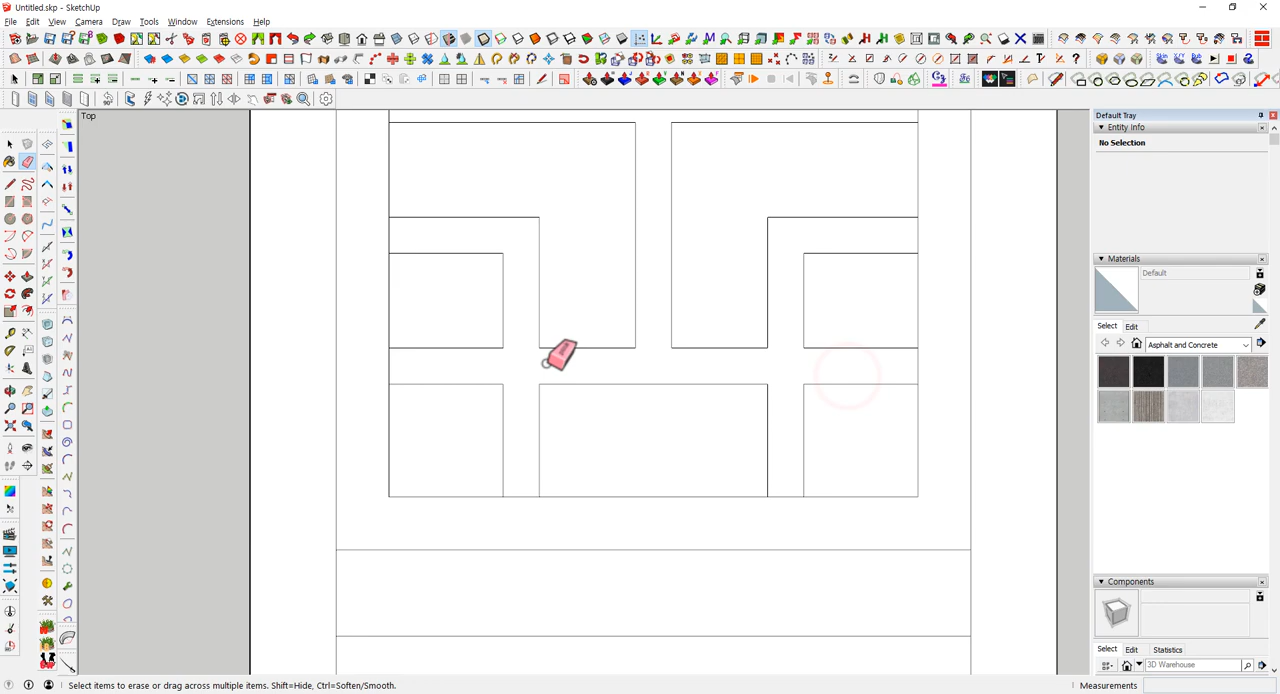 Untitled.skp - SketchUp
File Edit View Camera Draw Tools Window Extensions Help
Top
Default Tray
Entity Info
No Selection
Materials
Default
Select Edit
Asphalt and Concrete
Components
Select Edit Statistics
3D Warehouse
Select items to erase or drag across multiple items. Shift=Hide, Ctrl=Soften/Smooth.
Measurements